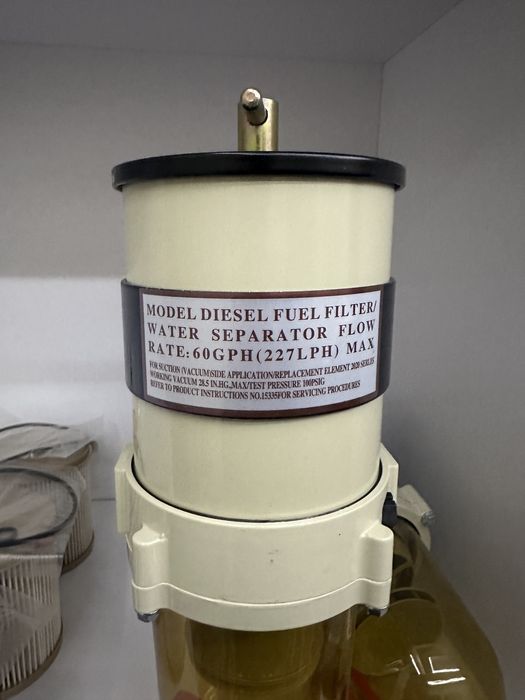 MODEL DIESEL FUEL FILTER/
WATER SEPARATOR FLOW
RATE:60GPH(227LPH) MAX
FOR SUCTION (VACUUM)SIDE APPLICATION/REPLACEMENT ELEMENT 2020 SERLIES
WORKING VACUUM 28.5 IN.HG.,MAX/TEST PRESSURE 100PSIG
REFER TO PRODUCT INSTRUCTIONS NO.15335FOR SERVICING PROCEDURES